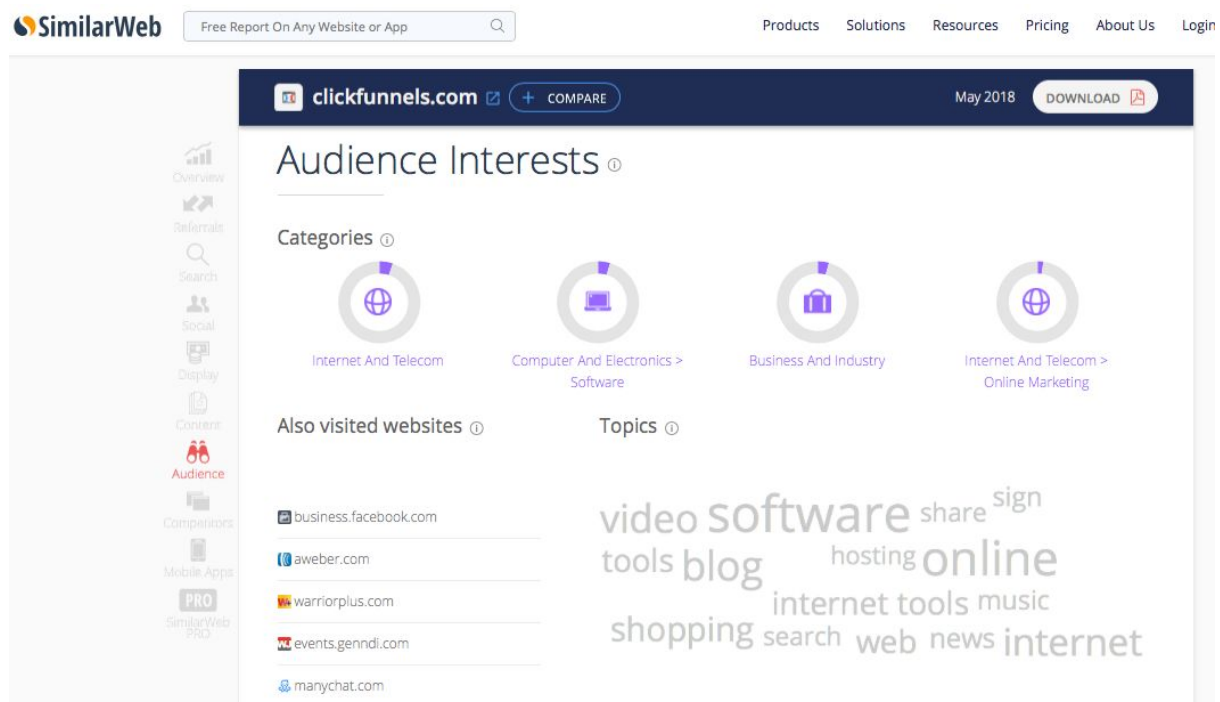 SimilarWeb
Free Report On Any Website or App
Products Solutions Resources Pricing About Us Login
clickfunnels.com + COMPARE May 2018 DOWNLOAD
Overview
Referrals
Search
Social
Display
Content
Audience
Competitors
Mobile Apps
PRO
SimilarWeb
PRO
Audience Interests
Categories
Internet And Telecom
Computer And Electronics >
Software
Business And Industry
Internet And Telecom >
Online Marketing
Also visited websites
business.facebook.com
aweber.com
warriorplus.com
events.genndi.com
manychat.com
Topics
video software share sign
tools blog hosting online
internet tools music
shopping search web news internet